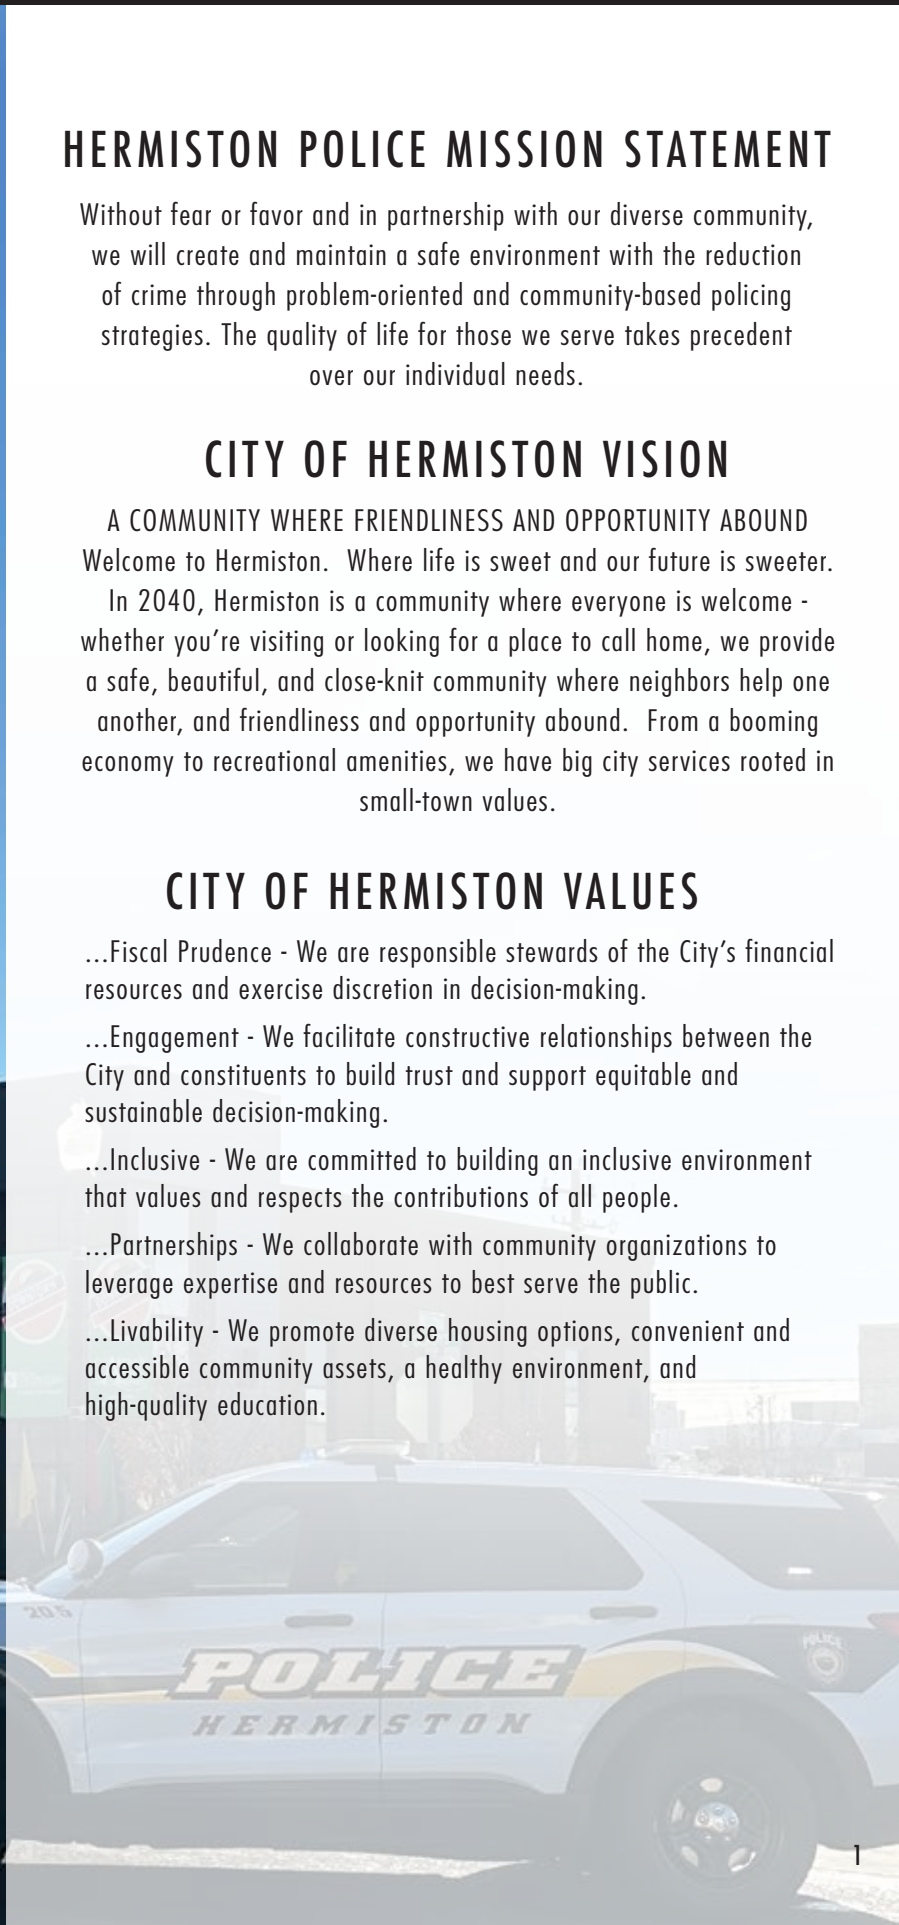 HERMISTON POLICE MISSION STATEMENT
Without fear or favor and in partnership with our diverse community,
we will create and maintain a safe environment with the reduction
of crime through problem-oriented and community-based policing
strategies. The quality of life for those we serve takes precedent
over our individual needs.
CITY OF HERMISTON VISION
A COMMUNITY WHERE FRIENDLINESS AND OPPORTUNITY ABOUND
Welcome to Hermiston.  Where life is sweet and our future is sweeter.
In 2040, Hermiston is a community where everyone is welcome -
whether you’re visiting or looking for a place to call home, we provide
a safe, beautiful, and close-knit community where neighbors help one
another, and friendliness and opportunity abound.  From a booming
economy to recreational amenities, we have big city services rooted in
small-town values.
CITY OF HERMISTON VALUES
...Fiscal Prudence - We are responsible stewards of the City’s financial
resources and exercise discretion in decision-making.
...Engagement - We facilitate constructive relationships between the
City and constituents to build trust and support equitable and
sustainable decision-making.
...Inclusive - We are committed to building an inclusive environment
that values and respects the contributions of all people.
...Partnerships - We collaborate with community organizations to
leverage expertise and resources to best serve the public.
...Livability - We promote diverse housing options, convenient and
accessible community assets, a healthy environment, and
high-quality education.
205
POLICE
POLICE
HERMISTON
1